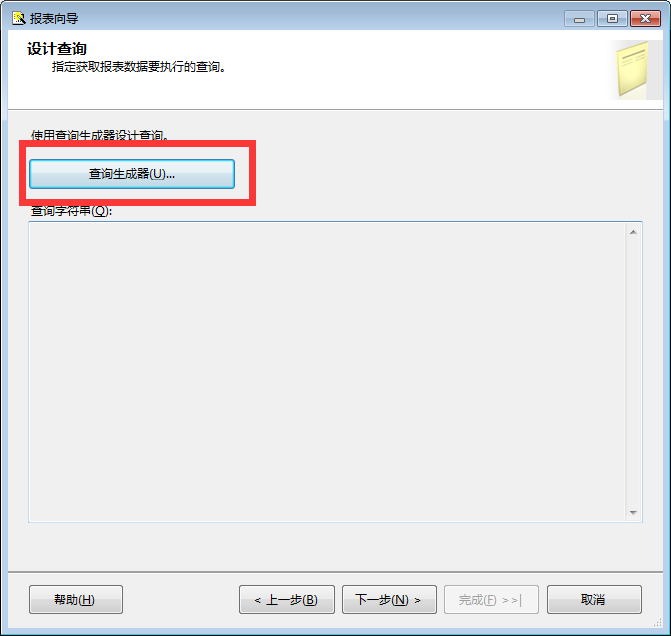 报表向导
设计查询
指定获取报表数据要执行的查询。
使用查询生成器设计查询。
查询生成器(U)...
查询字符串(Q):
帮助(H)
< 上一步(B)
下一步(N) >
完成(F) >>|
取消